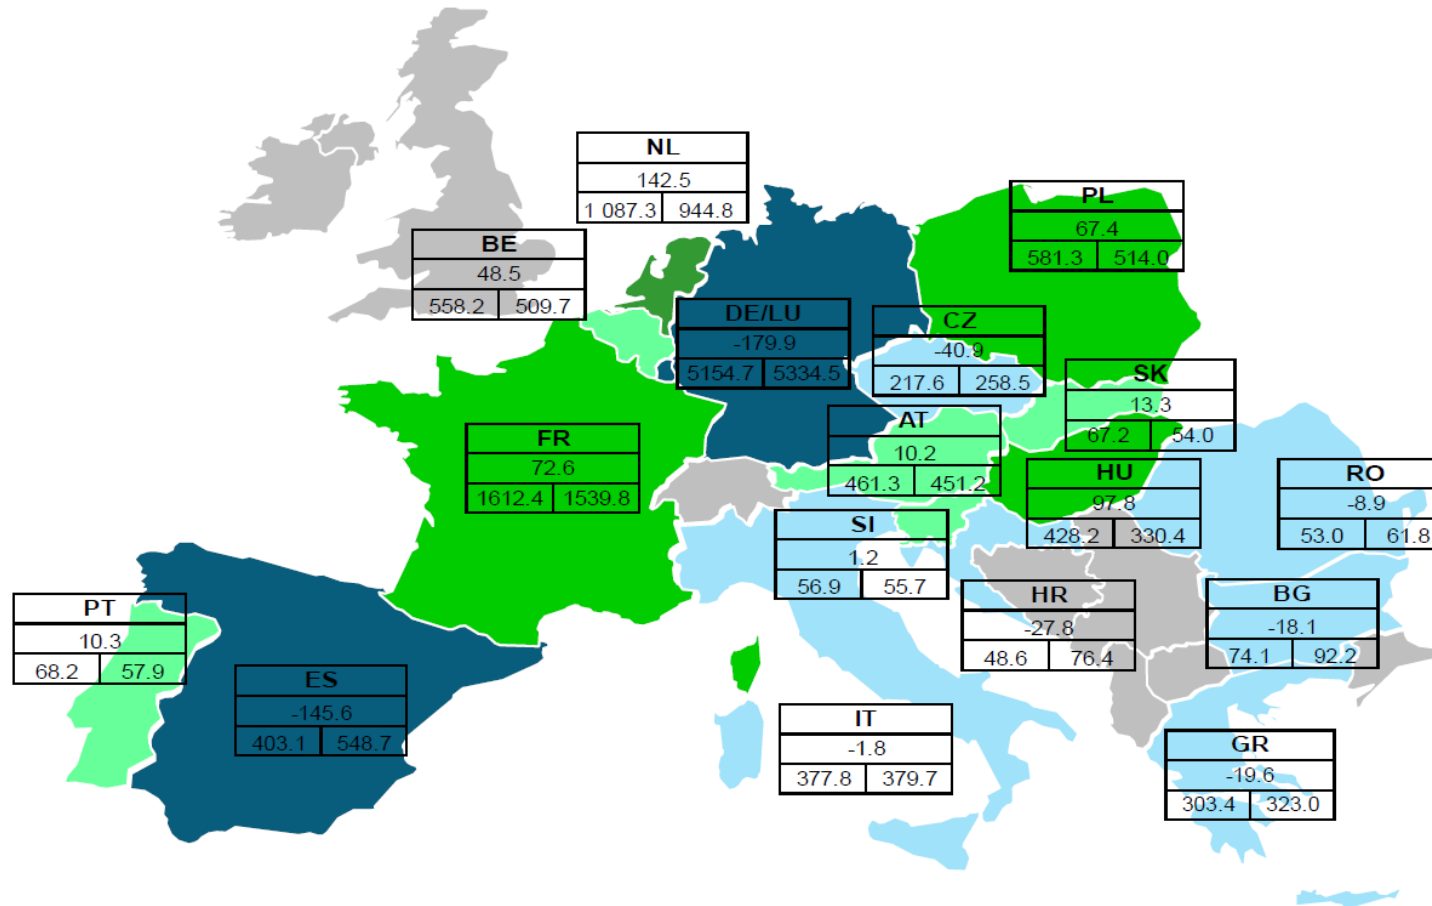 NL
142.5
1 087.3 944.8
PL
67.4
581.3 514.0
BE
48.5
558.2 509.7
DE/LU
-179.9
5154.7 5334.5
CZ
-40.9
217.6 258.5
SK
13.3
67.2 54.0
AT
10.2
461.3 451.2
FR
72.6
1612.4 1539.8
HU
97.8
428.2 330.4
RO
-8.9
53.0 61.8
SI
1.2
56.9 55.7
HR
-27.8
48.6 76.4
BG
-18.1
74.1 92.2
PT
10.3
68.2 57.9
ES
-145.6
403.1 548.7
IT
-1.8
377.8 379.7
GR
-19.6
303.4 323.0